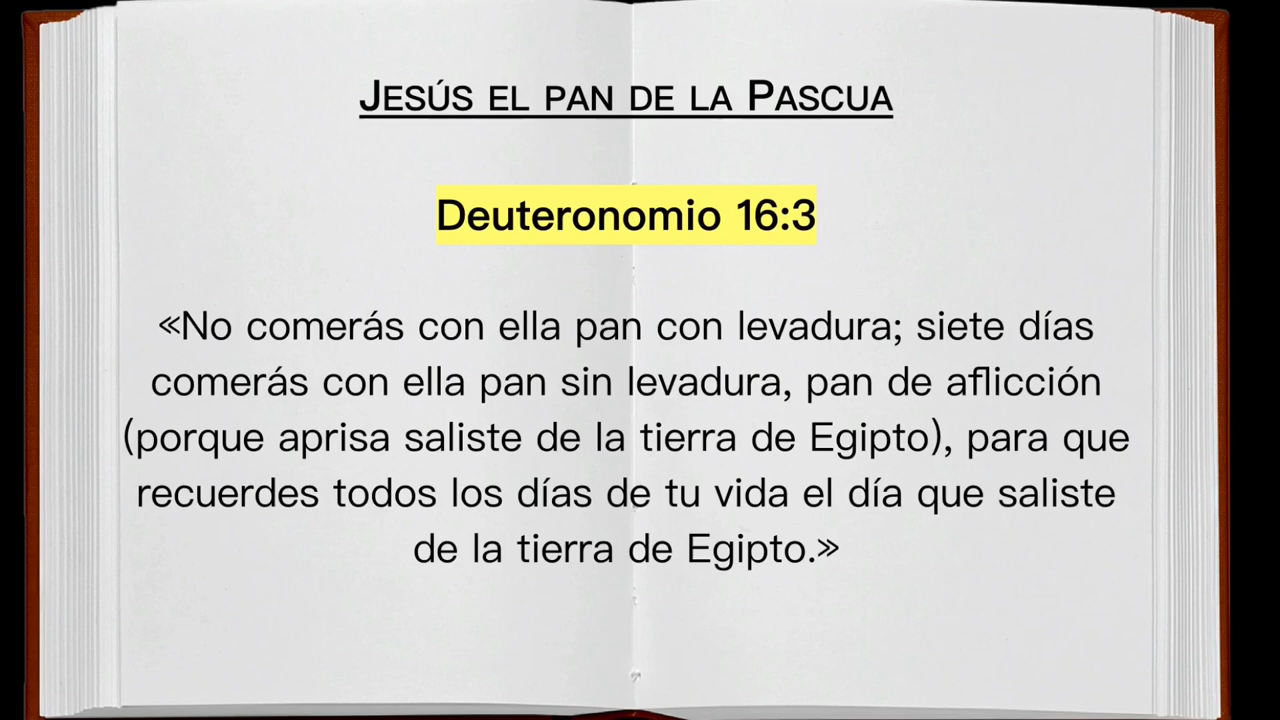 Jesús el pan de la Pascua
Deuteronomio 16:3
«No comerás con ella pan con levadura; siete días
comerás con ella pan sin levadura, pan de aflicción
(porque aprisa saliste de la tierra de Egipto), para que
recuerdes todos los días de tu vida el día que saliste
de la tierra de Egipto.»